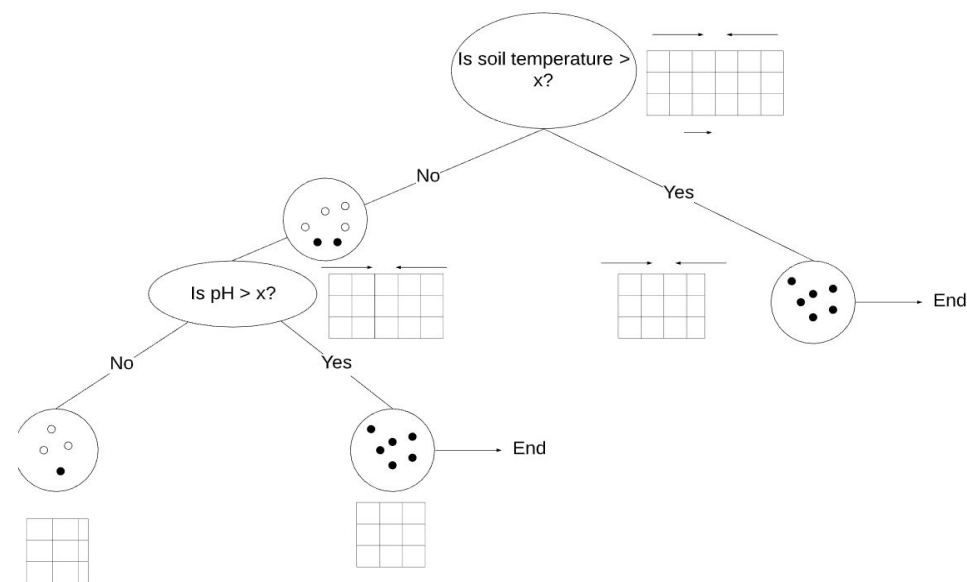 Is soil temperature >
x?
No
Yes
Is pH > x?
End
No
Yes
End